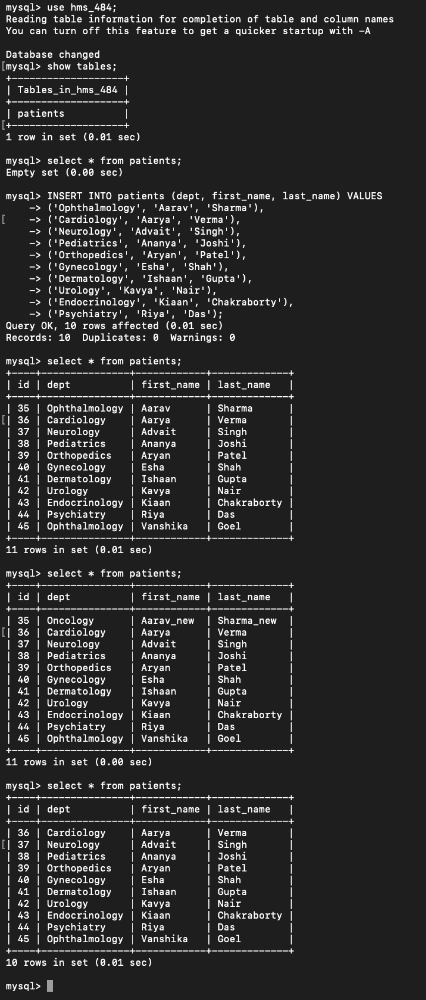 mysql> use hms_484;
Reading table information for completion of table and column names
You can turn off this feature to get a quicker startup with -A

Database changed
[mysql> show tables;
+-------------------+
| Tables_in_hms_484 |
+-------------------+
| patients          |
[+-------------------+
1 row in set (0.01 sec)

mysql> select * from patients;
Empty set (0.00 sec)

mysql> INSERT INTO patients (dept, first_name, last_name) VALUES
    -> ('Ophthalmology', 'Aarav', 'Sharma'),
[    -> ('Cardiology', 'Aarya', 'Verma'),
    -> ('Neurology', 'Advait', 'Singh'),
    -> ('Pediatrics', 'Ananya', 'Joshi'),
    -> ('Orthopedics', 'Aryan', 'Patel'),
    -> ('Gynecology', 'Esha', 'Shah'),
    -> ('Dermatology', 'Ishaan', 'Gupta'),
    -> ('Urology', 'Kavya', 'Nair'),
    -> ('Endocrinology', 'Kiaan', 'Chakraborty'),
    -> ('Psychiatry', 'Riya', 'Das');
Query OK, 10 rows affected (0.01 sec)
Records: 10  Duplicates: 0  Warnings: 0

mysql> select * from patients;
+----+---------------+------------+-------------+
| id | dept          | first_name | last_name   |
+----+---------------+------------+-------------+
| 35 | Ophthalmology | Aarav      | Sharma      |
[| 36 | Cardiology    | Aarya      | Verma       |
| 37 | Neurology     | Advait     | Singh       |
| 38 | Pediatrics    | Ananya     | Joshi       |
| 39 | Orthopedics   | Aryan      | Patel       |
| 40 | Gynecology    | Esha       | Shah        |
| 41 | Dermatology   | Ishaan     | Gupta       |
| 42 | Urology       | Kavya      | Nair        |
| 43 | Endocrinology | Kiaan      | Chakraborty |
| 44 | Psychiatry    | Riya       | Das         |
| 45 | Ophthalmology | Vanshika   | Goel        |
+----+---------------+------------+-------------+
11 rows in set (0.01 sec)

mysql> select * from patients;
+----+---------------+------------+-------------+
| id | dept          | first_name | last_name   |
+----+---------------+------------+-------------+
| 35 | Oncology      | Aarav_new  | Sharma_new  |
[| 36 | Cardiology    | Aarya      | Verma       |
| 37 | Neurology     | Advait     | Singh       |
| 38 | Pediatrics    | Ananya     | Joshi       |
| 39 | Orthopedics   | Aryan      | Patel       |
| 40 | Gynecology    | Esha       | Shah        |
| 41 | Dermatology   | Ishaan     | Gupta       |
| 42 | Urology       | Kavya      | Nair        |
| 43 | Endocrinology | Kiaan      | Chakraborty |
| 44 | Psychiatry    | Riya       | Das         |
| 45 | Ophthalmology | Vanshika   | Goel        |
+----+---------------+------------+-------------+
11 rows in set (0.00 sec)

mysql> select * from patients;
+----+---------------+------------+-------------+
| id | dept          | first_name | last_name   |
+----+---------------+------------+-------------+
| 36 | Cardiology    | Aarya      | Verma       |
[| 37 | Neurology     | Advait     | Singh       |
| 38 | Pediatrics    | Ananya     | Joshi       |
| 39 | Orthopedics   | Aryan      | Patel       |
| 40 | Gynecology    | Esha       | Shah        |
| 41 | Dermatology   | Ishaan     | Gupta       |
| 42 | Urology       | Kavya      | Nair        |
| 43 | Endocrinology | Kiaan      | Chakraborty |
| 44 | Psychiatry    | Riya       | Das         |
| 45 | Ophthalmology | Vanshika   | Goel        |
+----+---------------+------------+-------------+
10 rows in set (0.01 sec)

mysql>